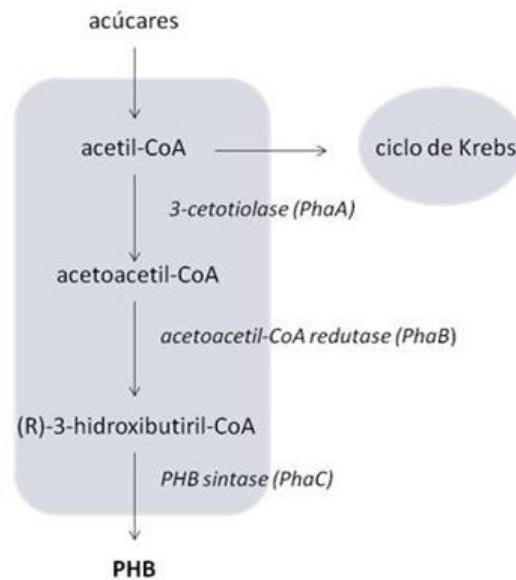 açúcares
acetil-CoA
ciclo de Krebs
3-cetotiolase (PhaA)
acetoacetil-CoA
acetoacetil-CoA redutase (PhaB)
(R)-3-hidroxibutiril-CoA
PHB sintase (PhaC)
PHB